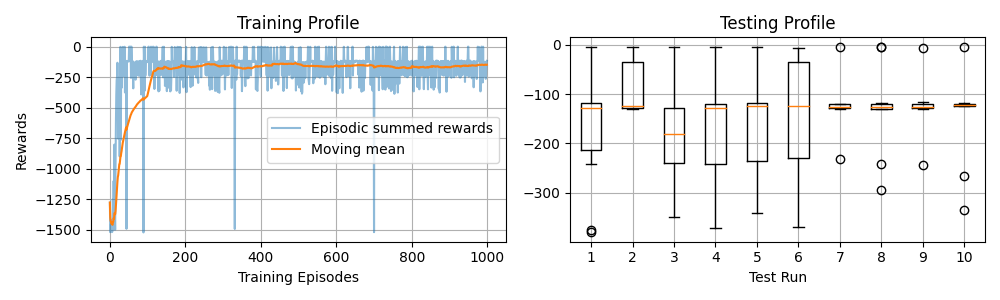 Training Profile
Rewards
0
−250
−500
−750
−1000
−1250
−1500
Episodic summed rewards
Moving mean
0 200 400 600 800 1000
Training Episodes
Testing Profile
0
−100
−200
−300
1 2 3 4 5 6 7 8 9 10
Test Run